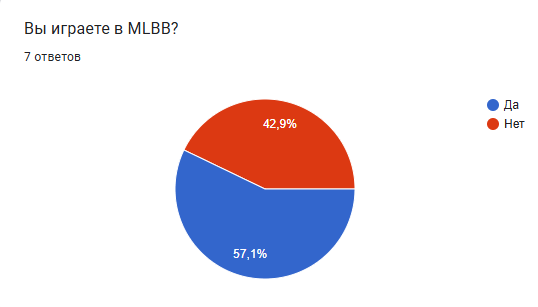 Вы играете в MLBB?
7 ответов
Да
Нет
42,9%
57,1%